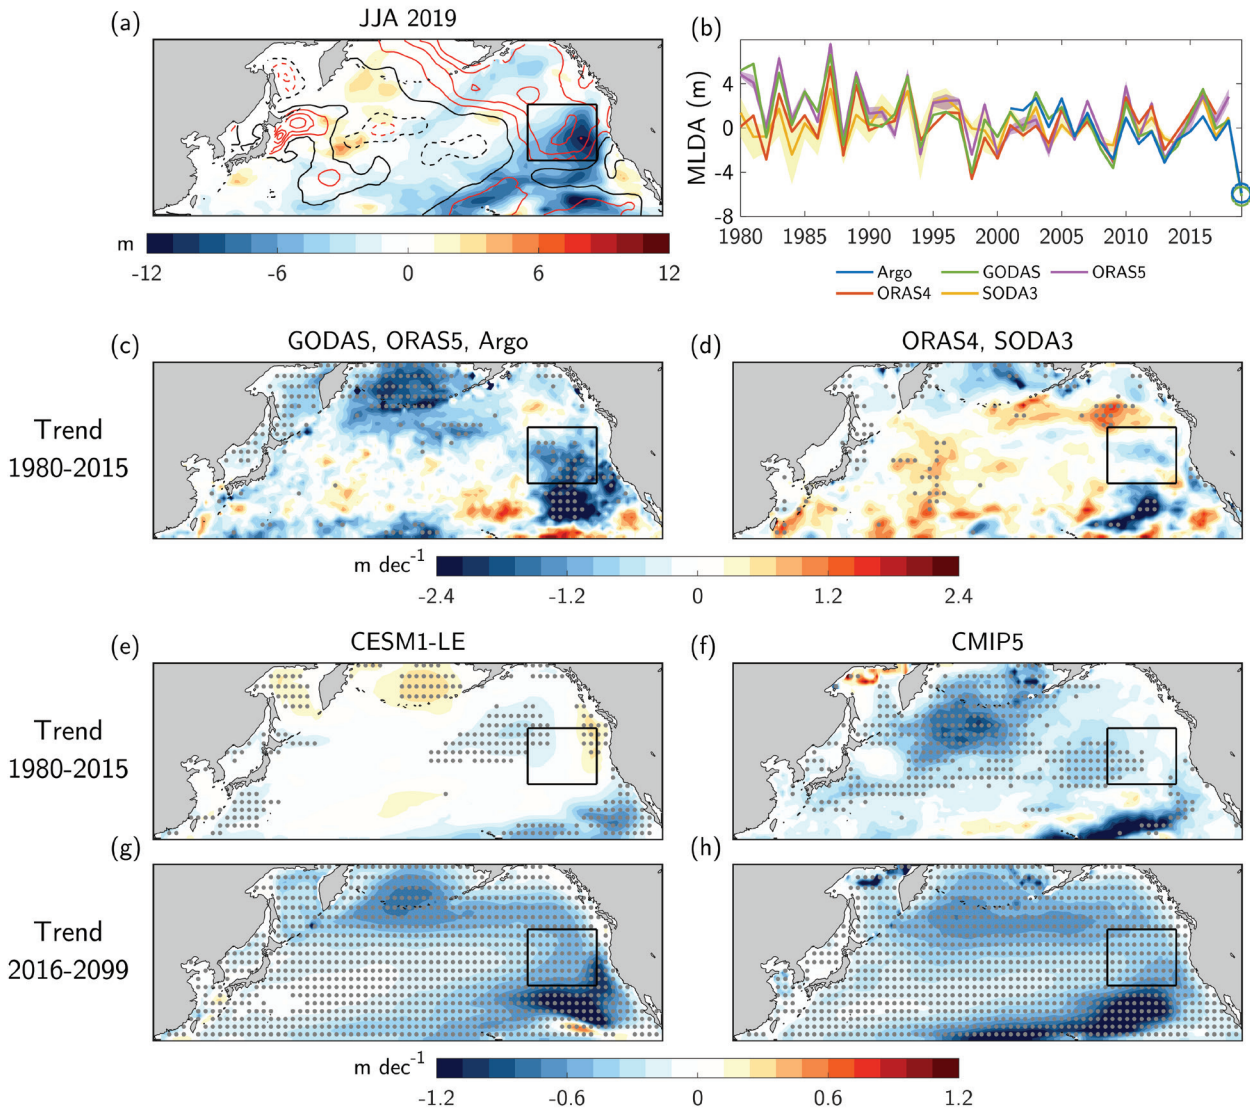 (a)
JJA 2019
m
-12
-6
0
6
12
(b)
MLDA (m)
4
0
-4
-8
1980
1985
1990
1995
2000
2005
2010
2015
Argo
GODAS
ORAS5
ORAS4
SODA3
(c)
GODAS, ORAS5, Argo
(d)
ORAS4, SODA3
Trend
1980-2015
m dec⁻¹
-2.4
-1.2
0
1.2
2.4
(e)
CESM1-LE
(f)
CMIP5
Trend
1980-2015
(g)
(h)
Trend
2016-2099
m dec⁻¹
-1.2
-0.6
0
0.6
1.2